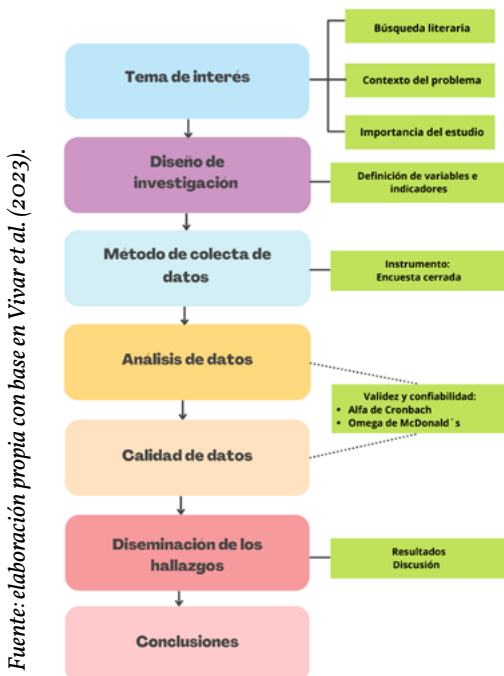 Búsqueda literaria
Tema de interés
Contexto del problema
Importancia del estudio
Diseño de
investigación
Definición de variables e
indicadores
Método de colecta de
datos
Instrumento:
Encuesta cerrada
Análisis de datos
Validez y confiabilidad:
• Alfa de Cronbach
• Omega de McDonald´s
Calidad de datos
Diseminación de los
hallazgos
Resultados
Discusión
Conclusiones
Fuente: elaboración propia con base en Vivar et al. (2023).